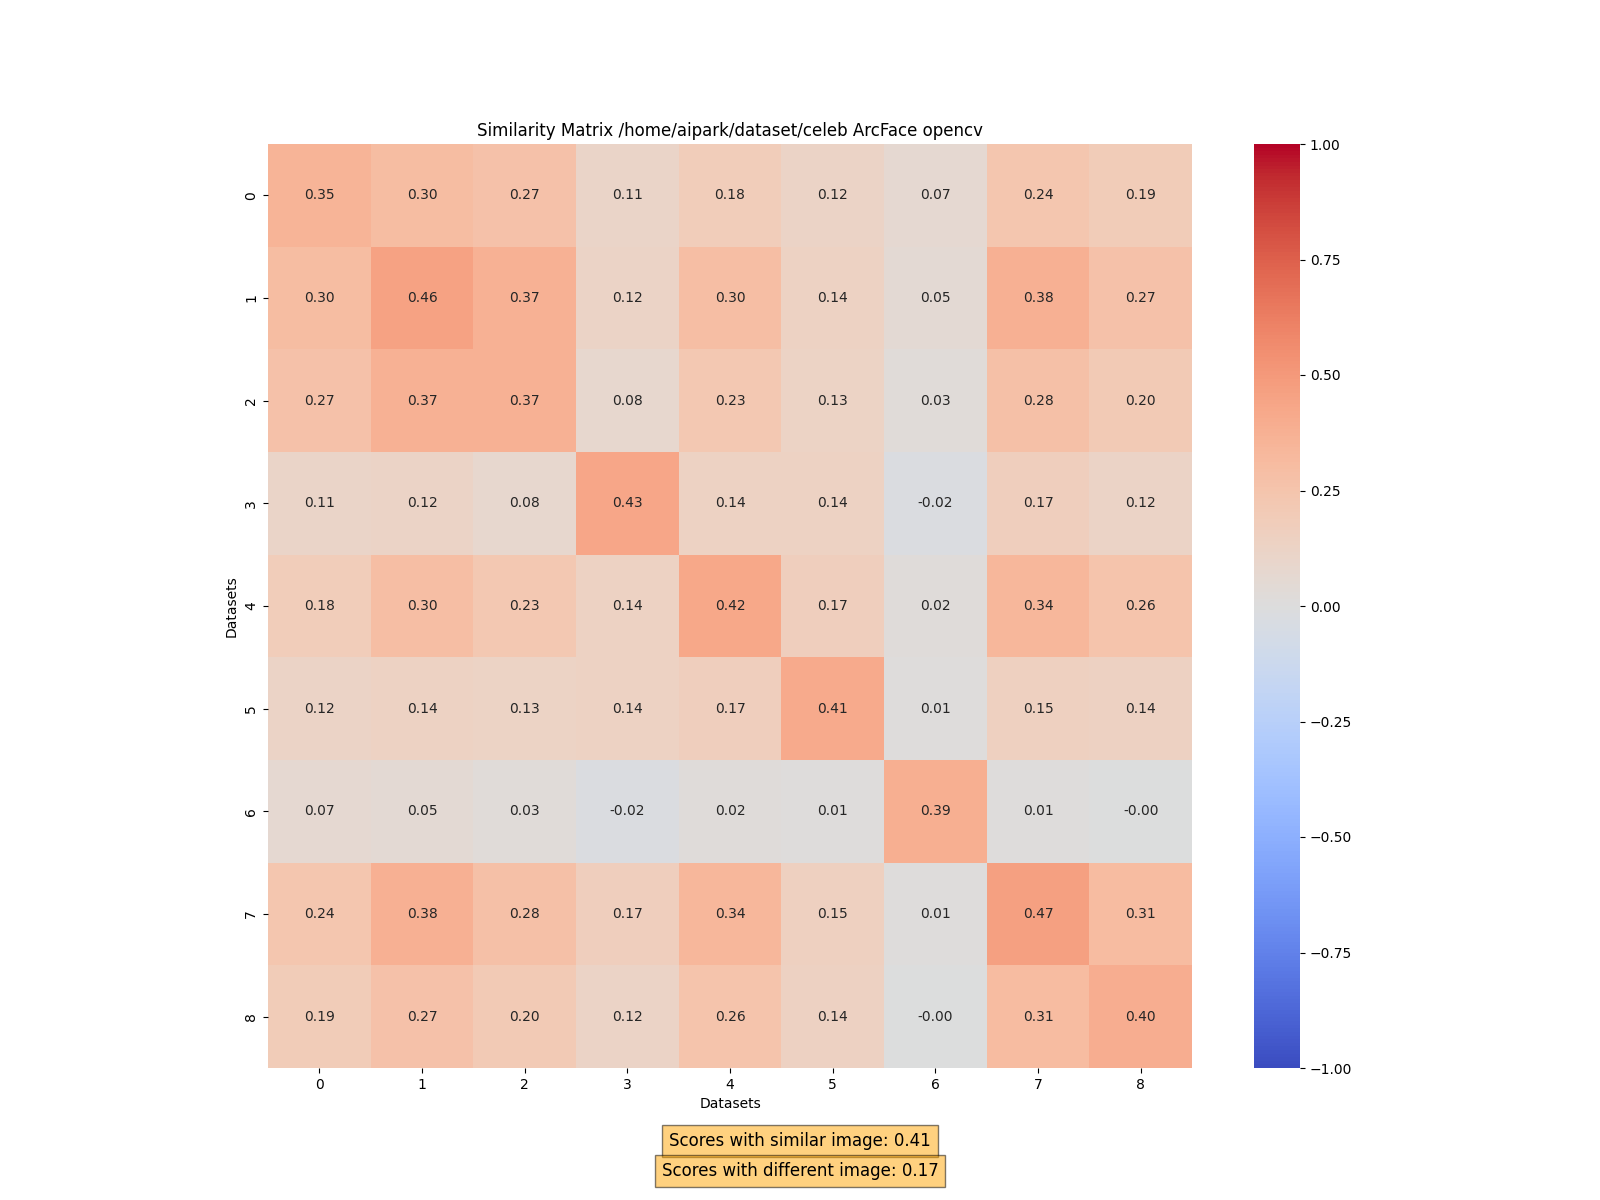 Similarity Matrix /home/aipark/dataset/celeb ArcFace opencv
0 0.35 0.30 0.27 0.11 0.18 0.12 0.07 0.24 0.19
1 0.30 0.46 0.37 0.12 0.30 0.14 0.05 0.38 0.27
2 0.27 0.37 0.37 0.08 0.23 0.13 0.03 0.28 0.20
3 0.11 0.12 0.08 0.43 0.14 0.14 -0.02 0.17 0.12
4 0.18 0.30 0.23 0.14 0.42 0.17 0.02 0.34 0.26
5 0.12 0.14 0.13 0.14 0.17 0.41 0.01 0.15 0.14
6 0.07 0.05 0.03 -0.02 0.02 0.01 0.39 0.01 -0.00
7 0.24 0.38 0.28 0.17 0.34 0.15 0.01 0.47 0.31
8 0.19 0.27 0.20 0.12 0.26 0.14 -0.00 0.31 0.40
Datasets
0 1 2 3 4 5 6 7 8
Datasets
1.00
0.75
0.50
0.25
0.00
−0.25
−0.50
−0.75
−1.00
Scores with similar image: 0.41
Scores with different image: 0.17